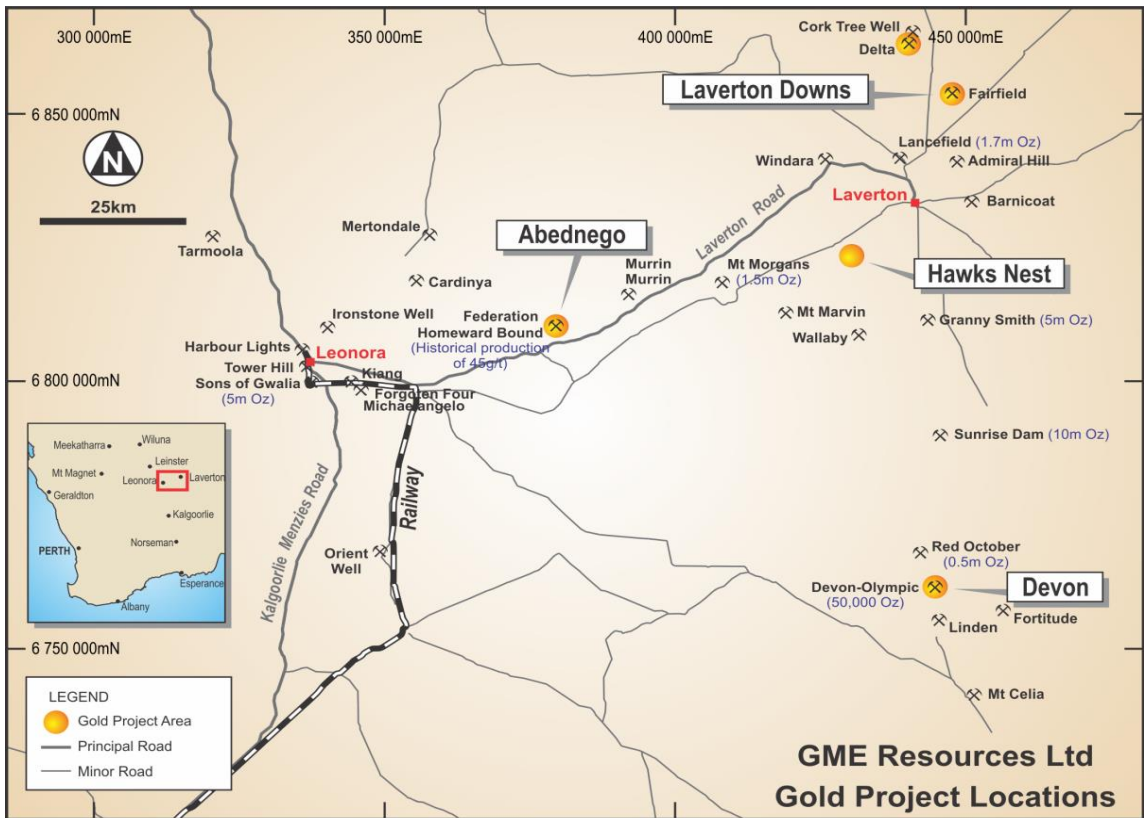 300 000mE
350 000mE
400 000mE
450 000mE
Cork Tree Well
Delta
Laverton Downs
Fairfield
6 850 000mN
N
25km
Lancefield (1.7m Oz)
Windara
Admiral Hill
Laverton
Barnicoat
Laverton Road
Mertondale
Tarmoola
Abednego
Cardinya
Murrin
Murrin
Mt Morgans
(1.5m Oz)
Hawks Nest
Ironstone Well
Federation
Homeward Bound
(Historical production
of 45g/t)
Mt Marvin
Wallaby
Granny Smith (5m Oz)
Harbour Lights
Leonora
Tower Hill
Kiang
Sons of Gwalia
(5m Oz)
Forgoten Four
Michaelangelo
6 800 000mN
Sunrise Dam (10m Oz)
Meekatharra
Wiluna
Leinster
Mt Magnet
Leonora
Laverton
Geraldton
Kalgoorlie
Norseman
PERTH
Esperance
Albany
Kalgoorlie Menzies Road
Railway
Orient
Well
Red October
(0.5m Oz)
Devon-Olympic
(50,000 Oz)
Devon
Fortitude
Linden
6 750 000mN
Mt Celia
LEGEND
Gold Project Area
Principal Road
Minor Road
GME Resources Ltd
Gold Project Locations